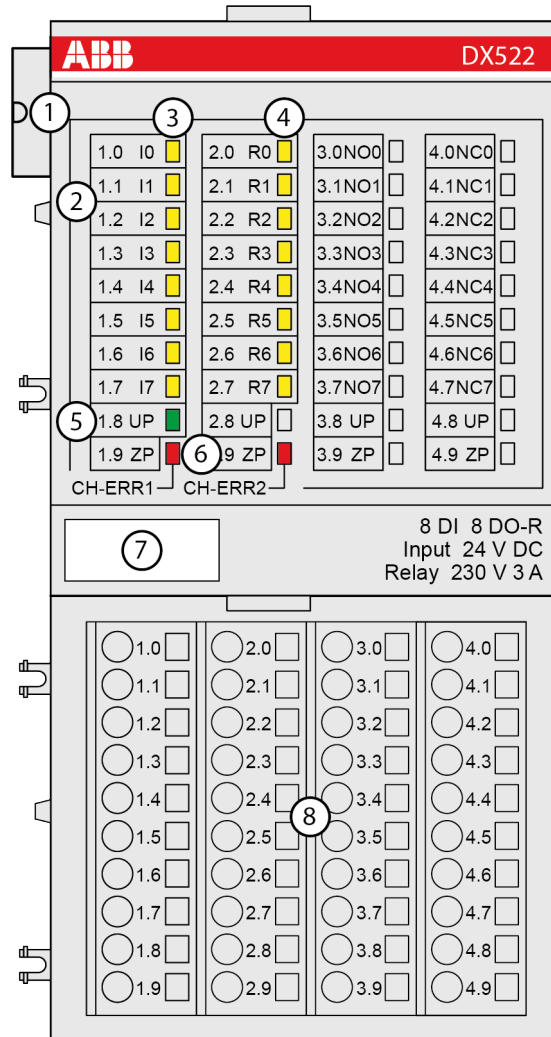 ABB DX522
1
3 4
1.0 I0 2.0 R0 3.0NO0 4.0NC0
1.1 I1 2.1 R1 3.1NO1 4.1NC1
2
1.2 I2 2.2 R2 3.2NO2 4.2NC2
1.3 I3 2.3 R3 3.3NO3 4.3NC3
1.4 I4 2.4 R4 3.4NO4 4.4NC4
1.5 I5 2.5 R5 3.5NO5 4.5NC5
1.6 I6 2.6 R6 3.6NO6 4.6NC6
1.7 I7 2.7 R7 3.7NO7 4.7NC7
5 1.8 UP 2.8 UP 3.8 UP 4.8 UP
1.9 ZP 6 .9 ZP 3.9 ZP 4.9 ZP
CH-ERR1 CH-ERR2
7
8 DI 8 DO-R
Input 24 V DC
Relay 230 V 3 A
1.0 2.0 3.0 4.0
1.1 2.1 3.1 4.1
1.2 2.2 3.2 4.2
1.3 2.3 3.3 4.3
1.4 2.4 3.4 4.4
8
1.5 2.5 3.5 4.5
1.6 2.6 3.6 4.6
1.7 2.7 3.7 4.7
1.8 2.8 3.8 4.8
1.9 2.9 3.9 4.9